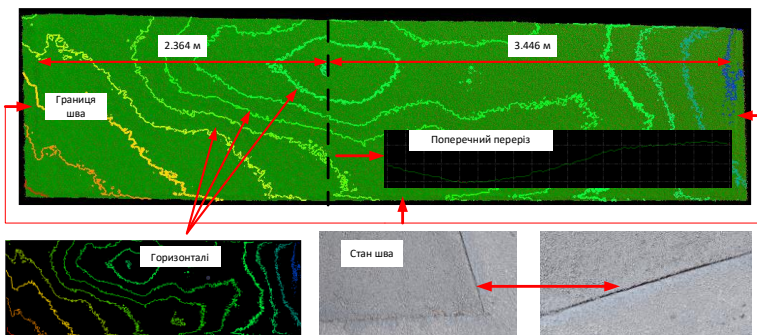 2.364 м
3.446 м
Границя
шва
Поперечний переріз
Горизонталі
Стан шва